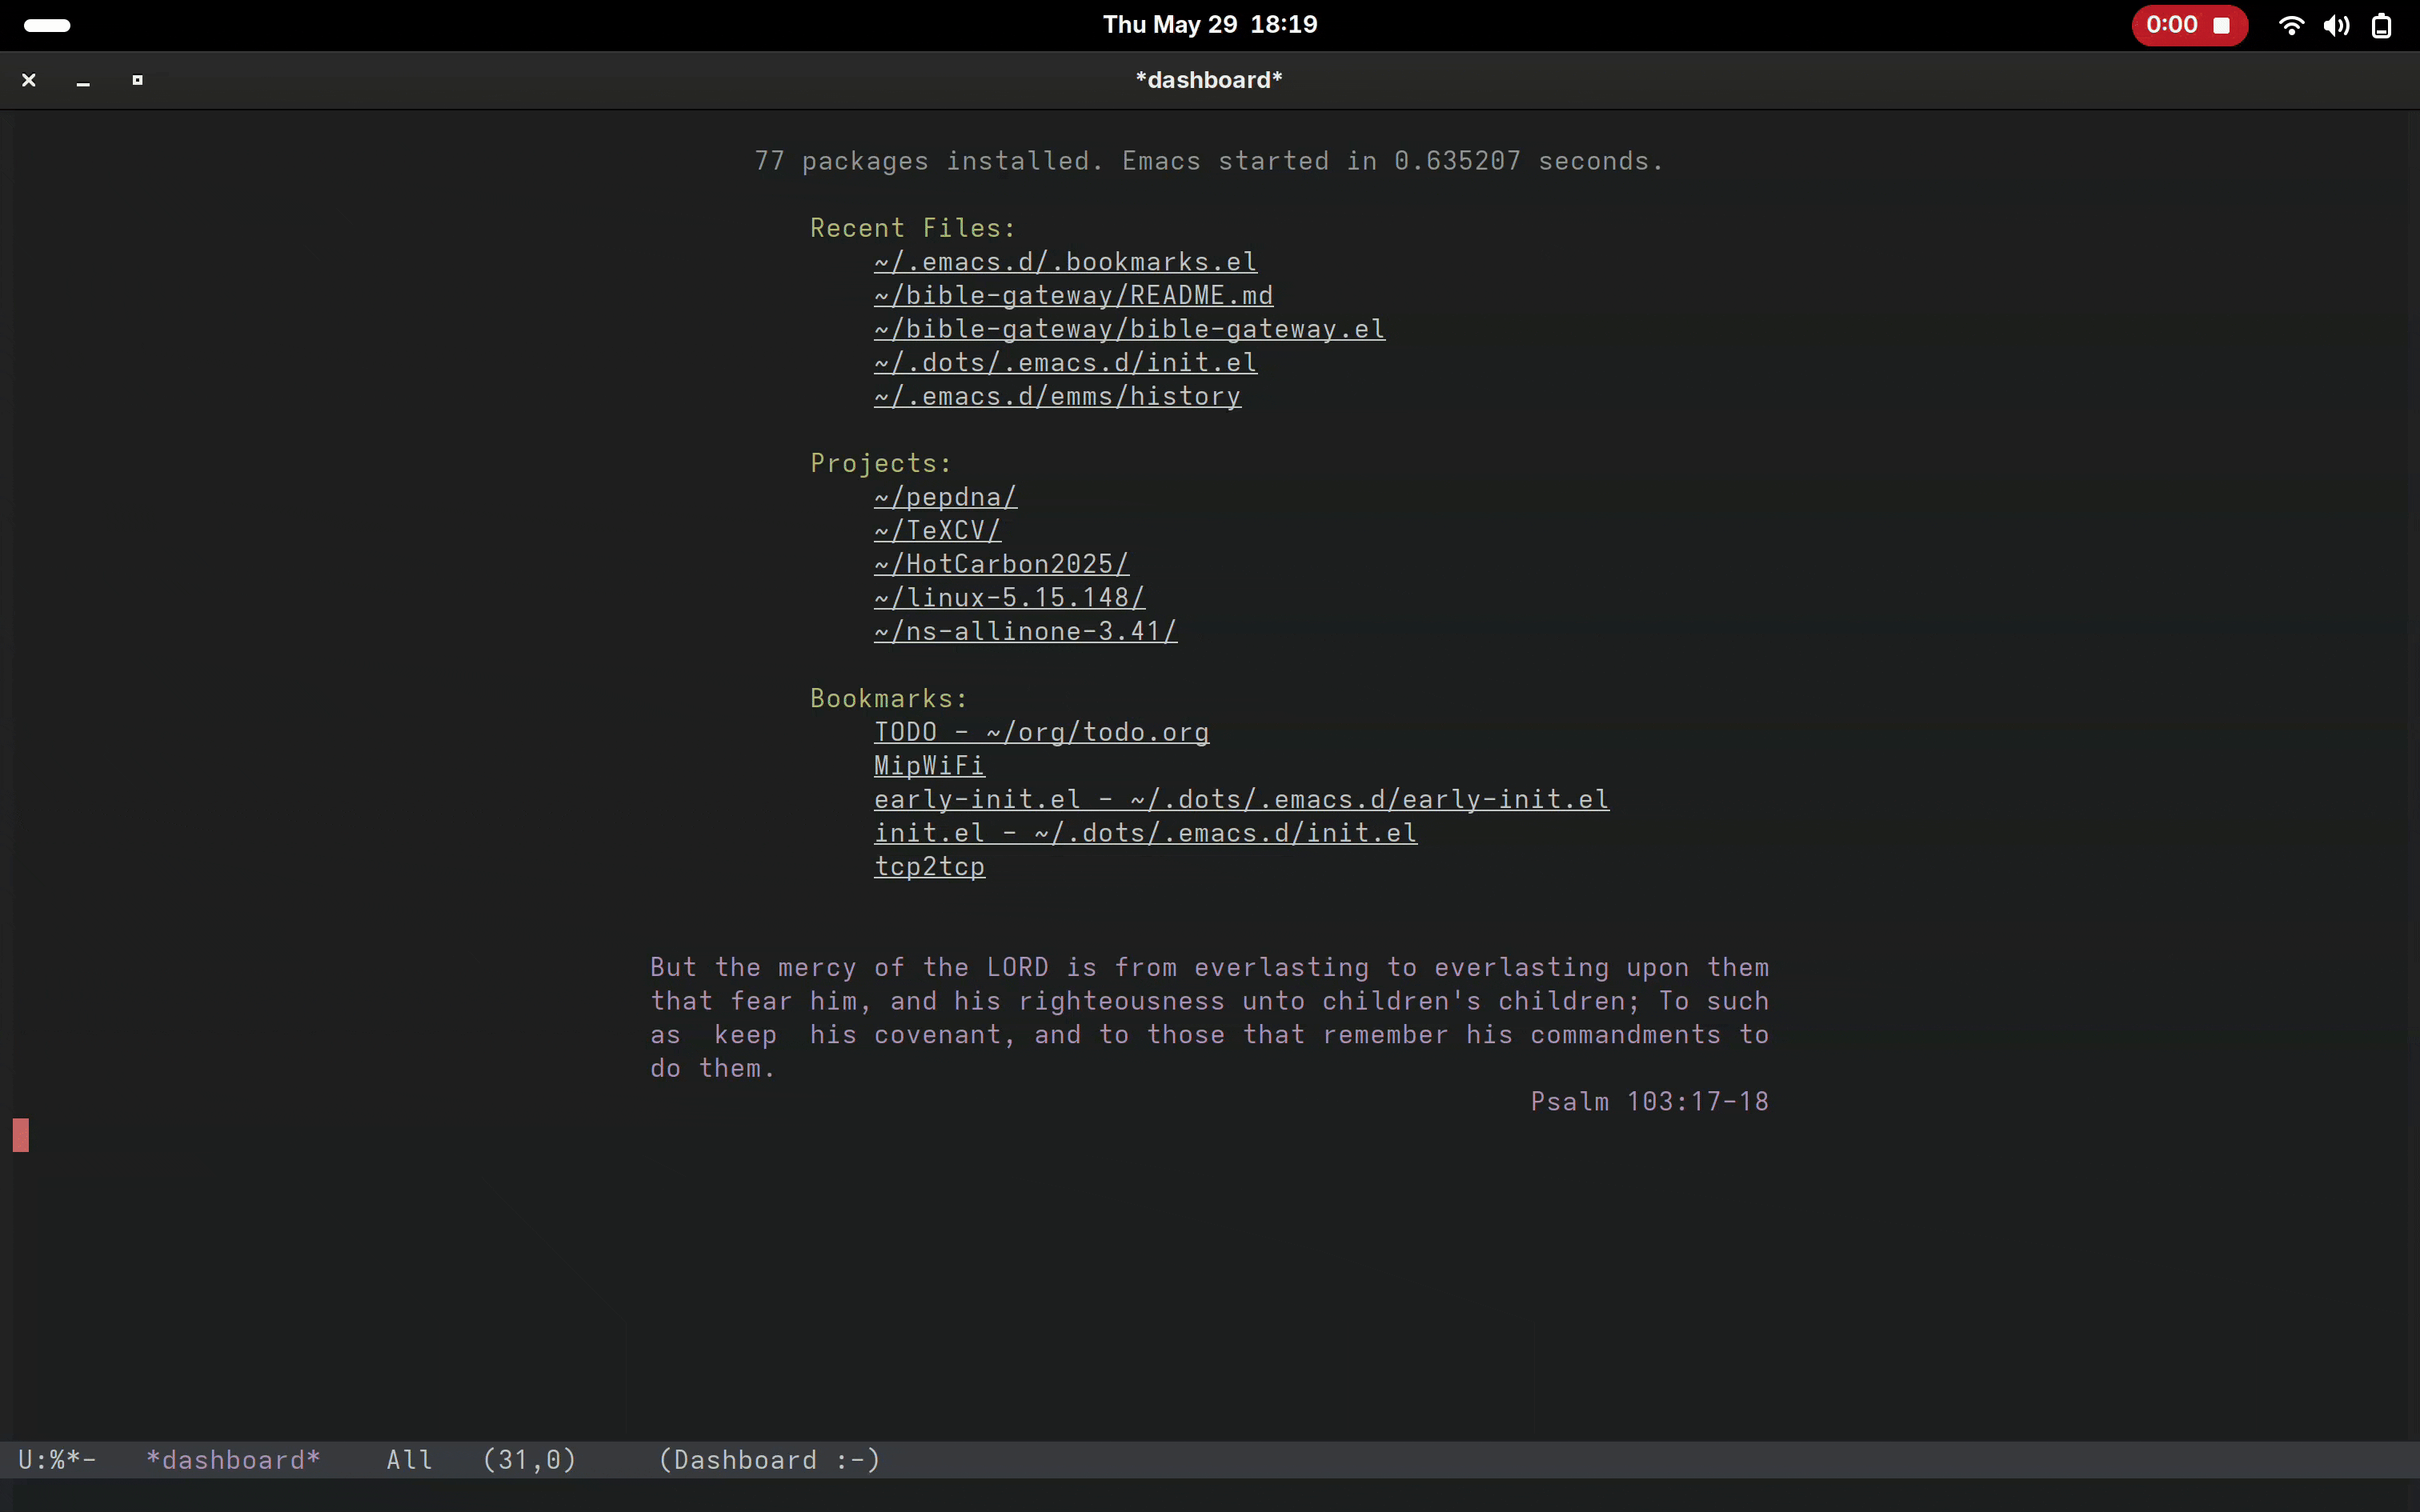 Thu May 29 18:19
0:00
*dashboard*
77 packages installed. Emacs started in 0.635207 seconds.
Recent Files:
~/.emacs.d/.bookmarks.el
~/bible-gateway/README.md
~/bible-gateway/bible-gateway.el
~/.dots/.emacs.d/init.el
~/.emacs.d/emms/history
Projects:
~/pepdna/
~/TeXCV/
~/HotCarbon2025/
~/linux-5.15.148/
~/ns-allinone-3.41/
Bookmarks:
TODO - ~/org/todo.org
MipWiFi
early-init.el - ~/.dots/.emacs.d/early-init.el
init.el - ~/.dots/.emacs.d/init.el
tcp2tcp
But the mercy of the LORD is from everlasting to everlasting upon them
that fear him, and his righteousness unto children's children; To such
as  keep  his covenant, and to those that remember his commandments to
do them.
Psalm 103:17-18
U:%*-   *dashboard*    All   (31,0)     (Dashboard :-)